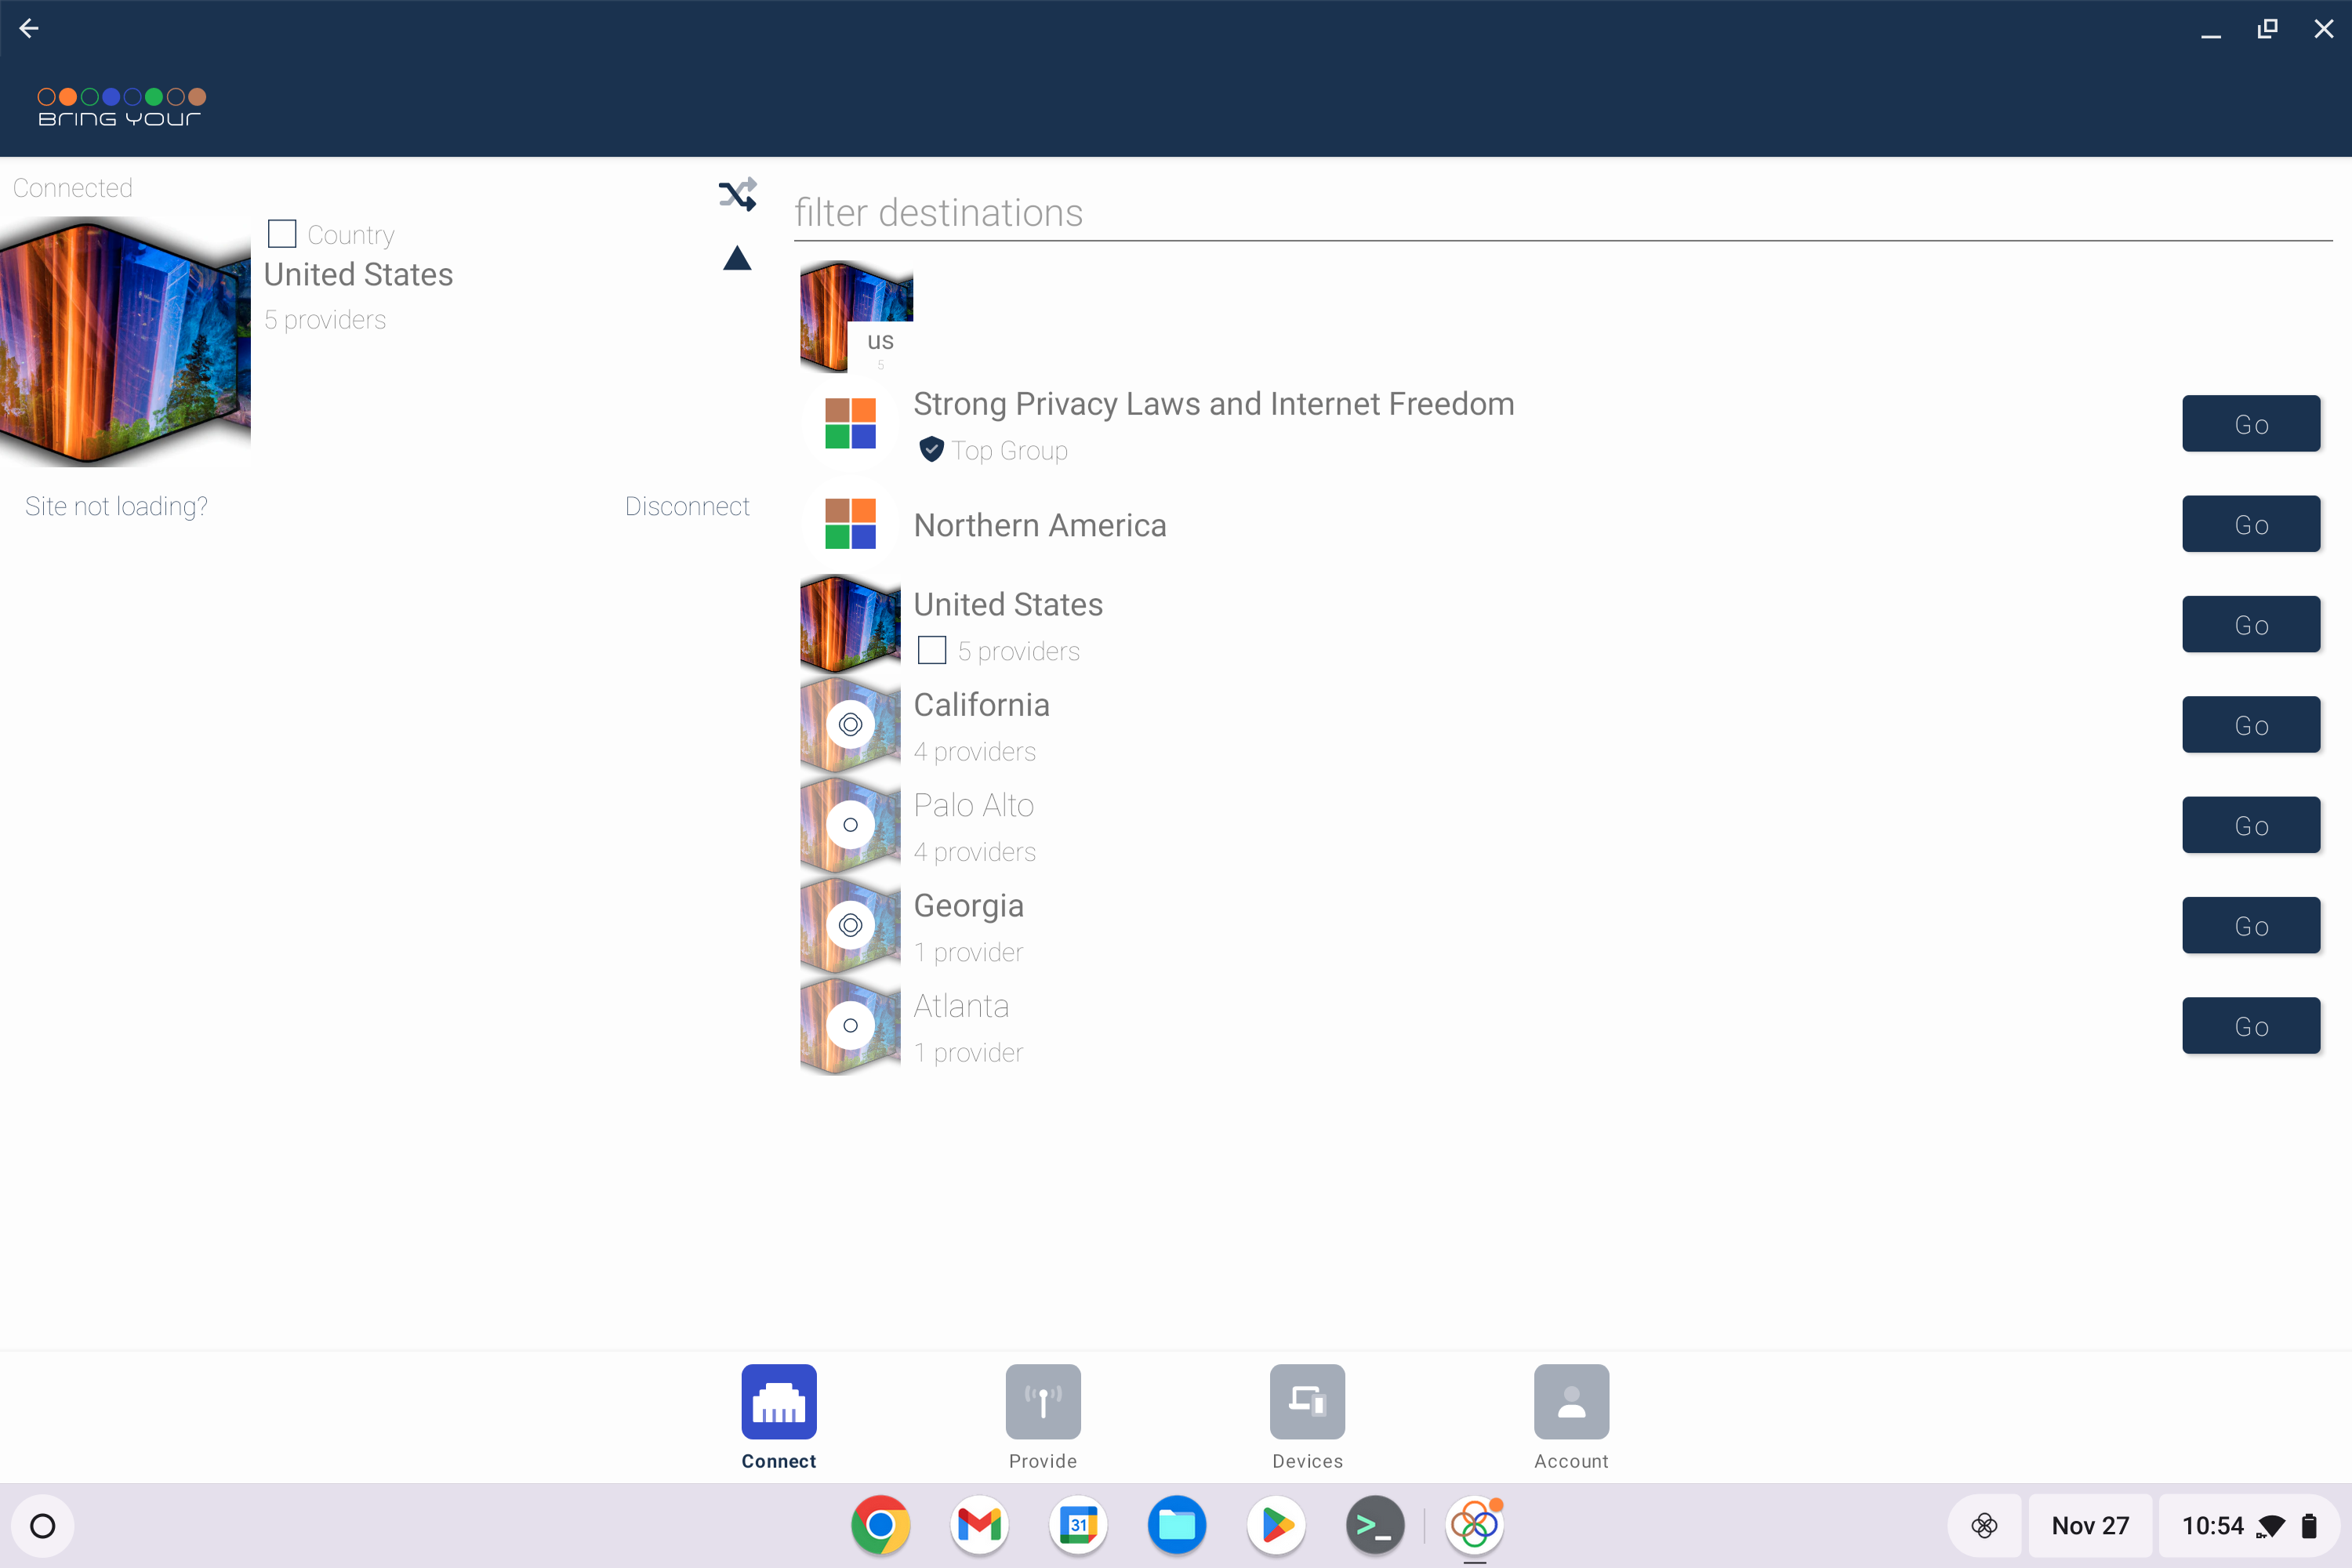 BRING YOUR
Connected
Country
United States
5 providers
Site not loading?
Disconnect
filter destinations
us
5
Strong Privacy Laws and Internet Freedom
Top Group
Go
Northern America
Go
United States
5 providers
Go
California
4 providers
Go
Palo Alto
4 providers
Go
Georgia
1 provider
Go
Atlanta
1 provider
Go
Connect
Provide
Devices
Account
31
Nov 27
10:54